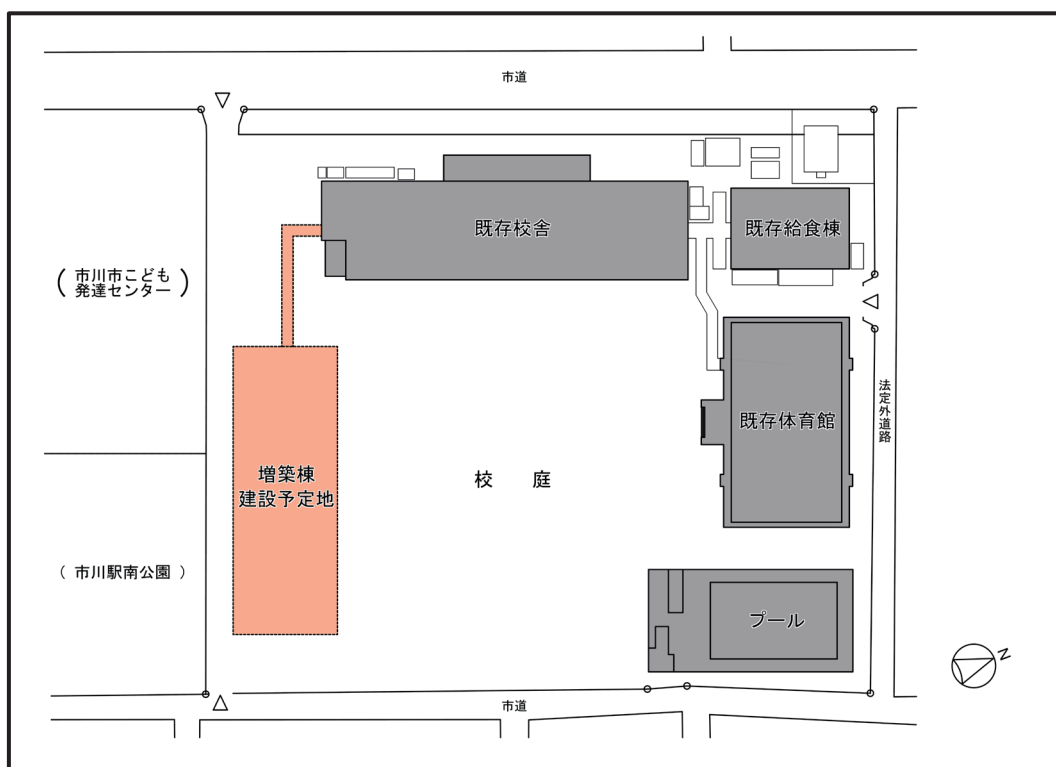 市道
既存校舎
既存給食棟
（市川市こども
発達センター）
法定外道路
既存体育館
増築棟
建設予定地
校　庭
（ 市川駅南公園 ）
プール
N
市道